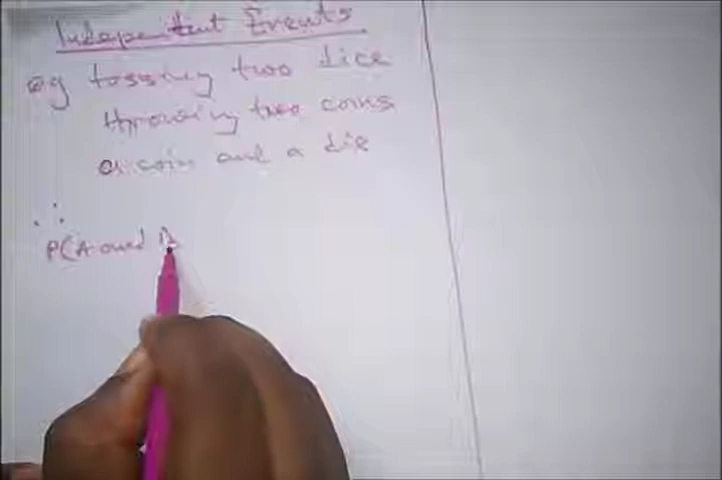 Independent Events
eg tossing two dice
throwing two coins
a coin and a die
∴
P(A and B